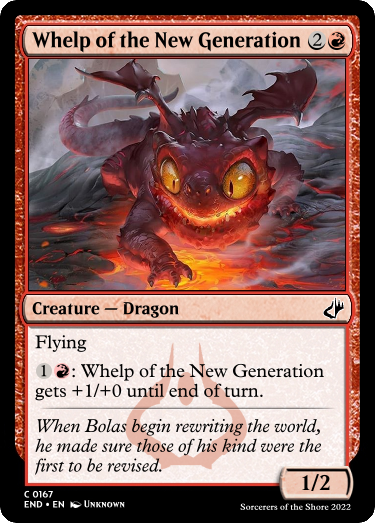 Whelp of the New Generation 2
Creature — Dragon
Flying
1 : Whelp of the New Generation
gets +1/+0 until end of turn.
When Bolas begin rewriting the world,
he made sure those of his kind were the
first to be revised.
1/2
C 0167
END • EN Unknown
Sorcerers of the Shore 2022